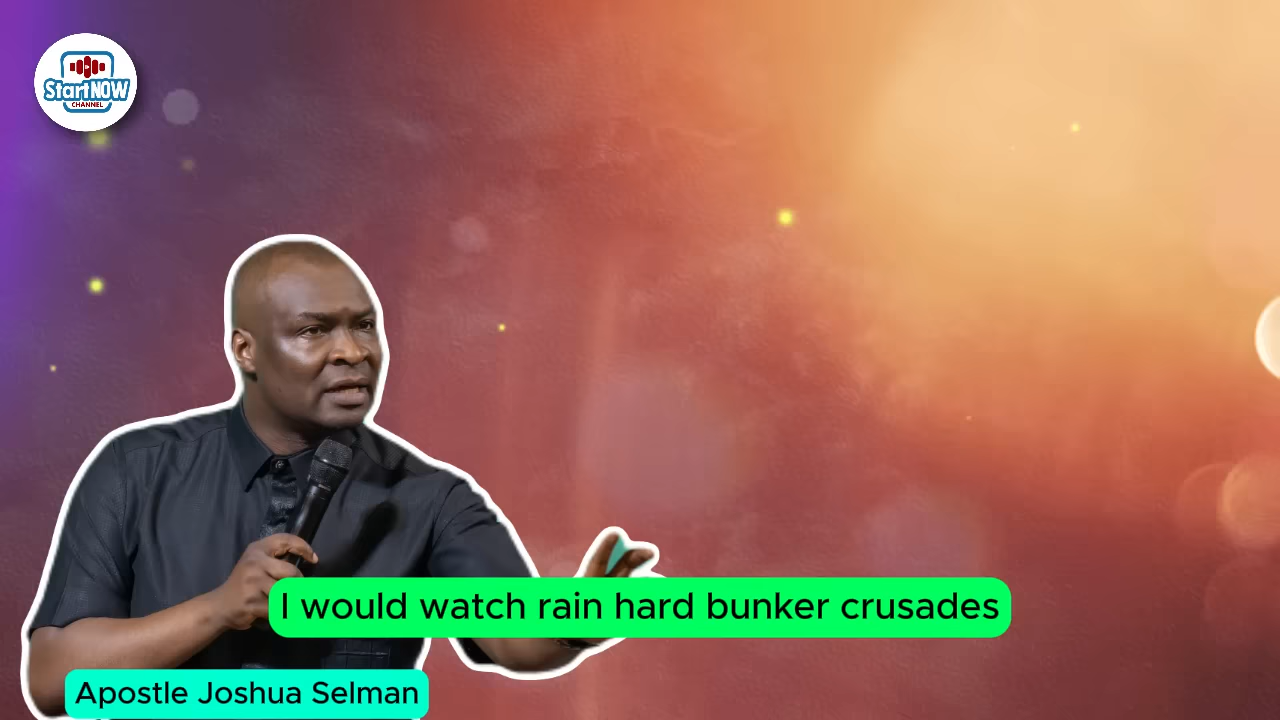 StartNOW
CHANNEL
I would watch rain hard bunker crusades
Apostle Joshua Selman